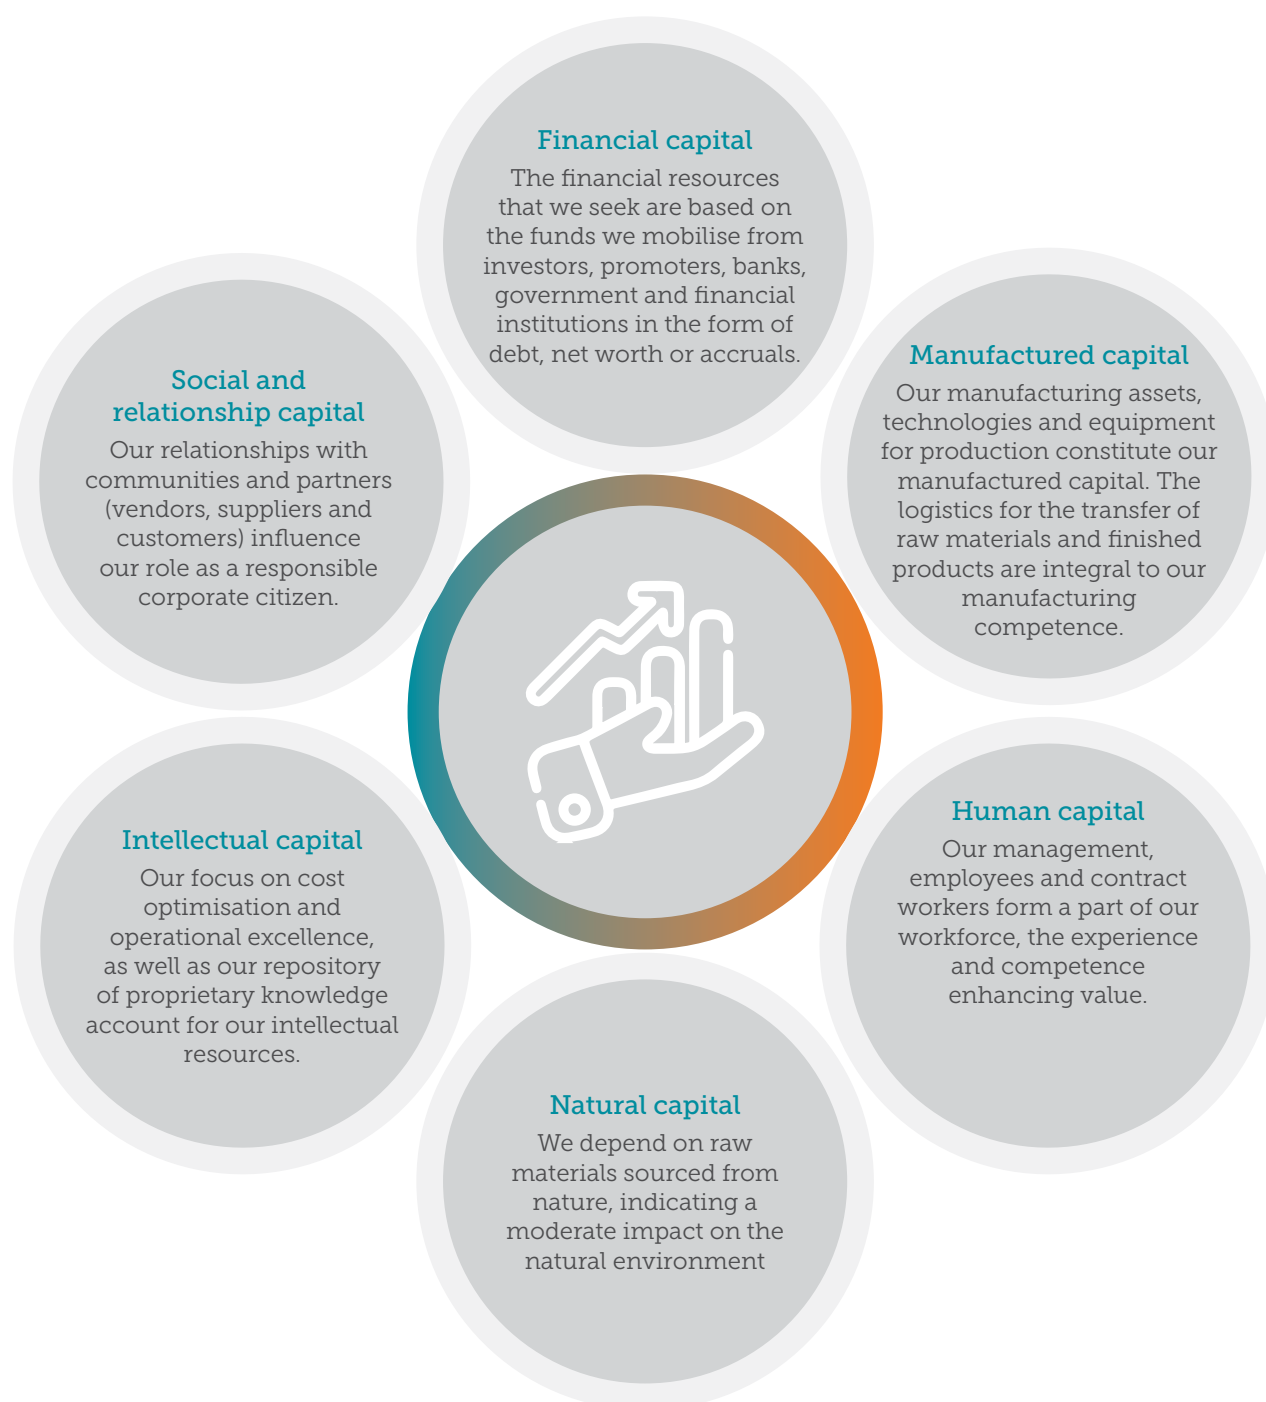 Financial capital
The financial resources
that we seek are based on
the funds we mobilise from
investors, promoters, banks,
government and financial
institutions in the form of
debt, net worth or accruals.
Manufactured capital
Our manufacturing assets,
technologies and equipment
for production constitute our
manufactured capital. The
logistics for the transfer of
raw materials and finished
products are integral to our
manufacturing
competence.
Human capital
Our management,
employees and contract
workers form a part of our
workforce, the experience
and competence
enhancing value.
Natural capital
We depend on raw
materials sourced from
nature, indicating a
moderate impact on the
natural environment
Intellectual capital
Our focus on cost
optimisation and
operational excellence,
as well as our repository
of proprietary knowledge
account for our intellectual
resources.
Social and
relationship capital
Our relationships with
communities and partners
(vendors, suppliers and
customers) influence
our role as a responsible
corporate citizen.